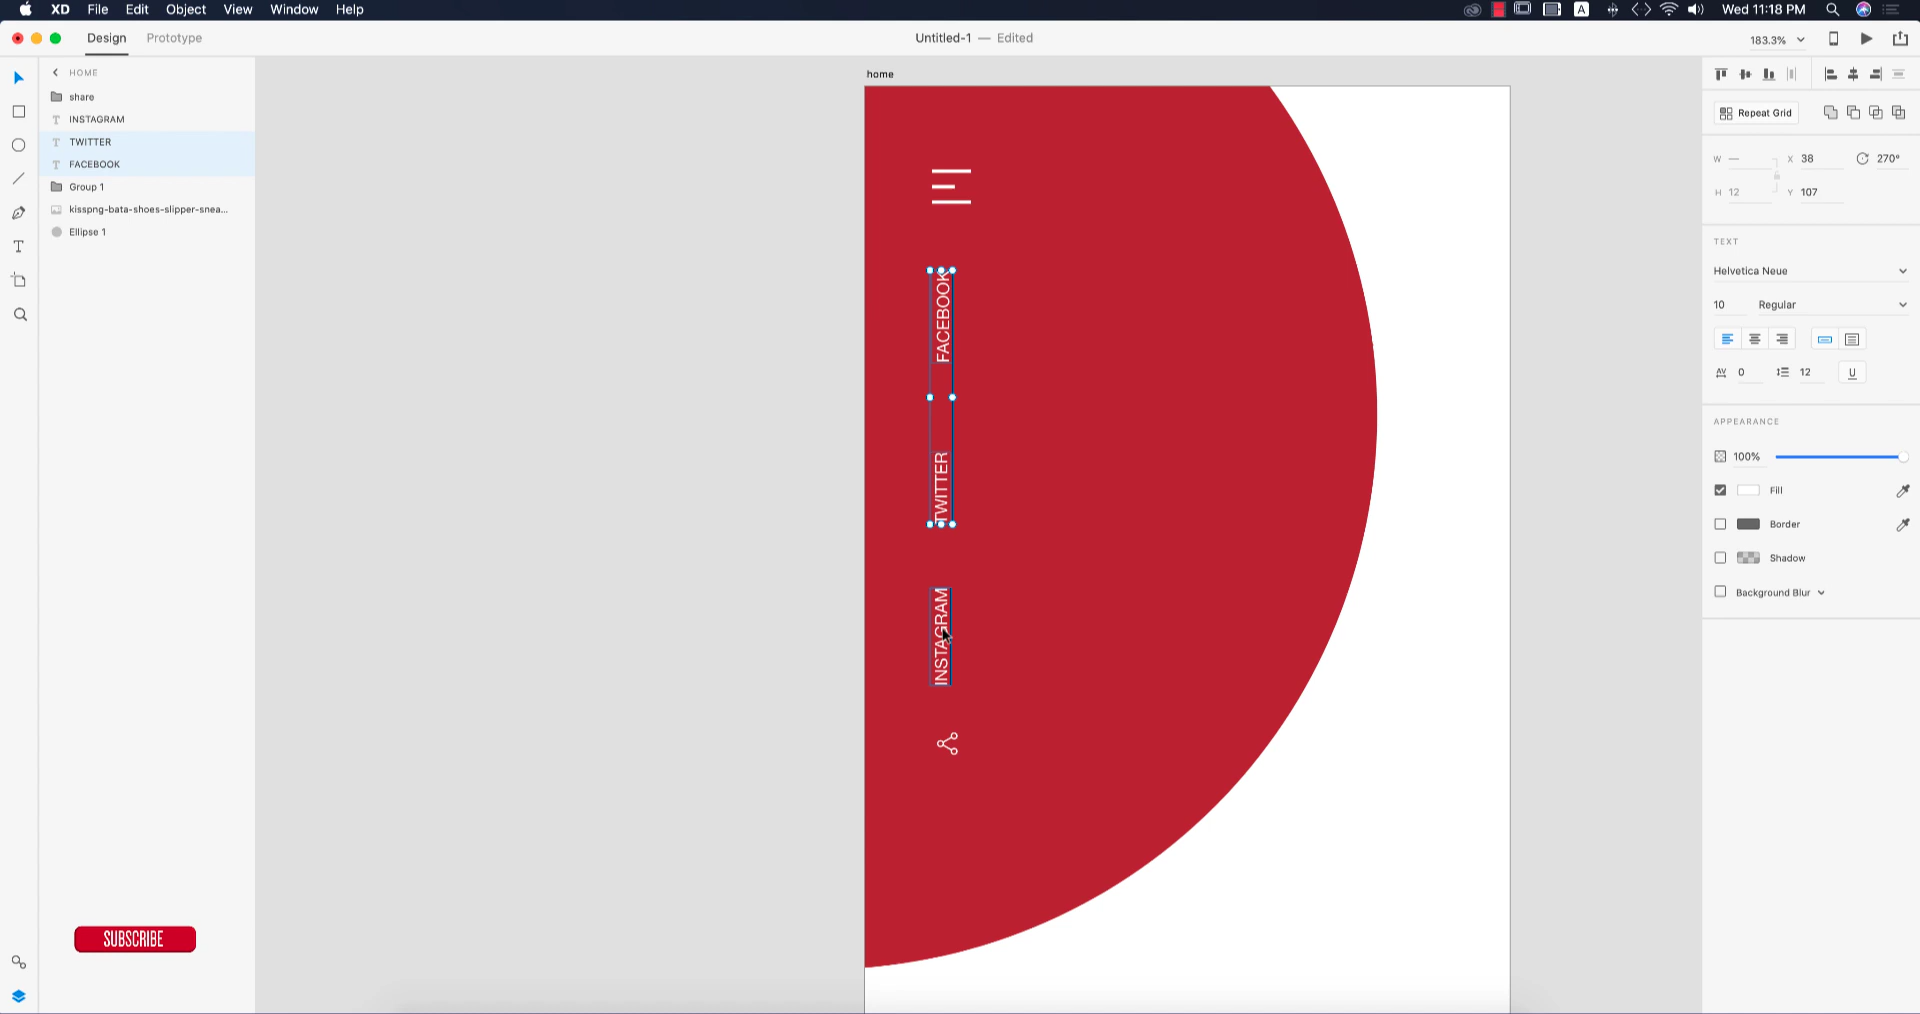 XD File Edit Object View Window Help
A Wed 11:18 PM
Design Prototype
Untitled-1 — Edited
183.3%
HOME
share
INSTAGRAM
TWITTER
FACEBOOK
Group 1
kisspng-bata-shoes-slipper-snea...
Ellipse 1
SUBSCRIBE
home
FACEBOOK
TWITTER
INSTAGRAM
Repeat Grid
W — X 38 270°
H 12 Y 107
TEXT
Helvetica Neue
10 Regular
AV 0 12 U
APPEARANCE
100%
Fill
Border
Shadow
Background Blur